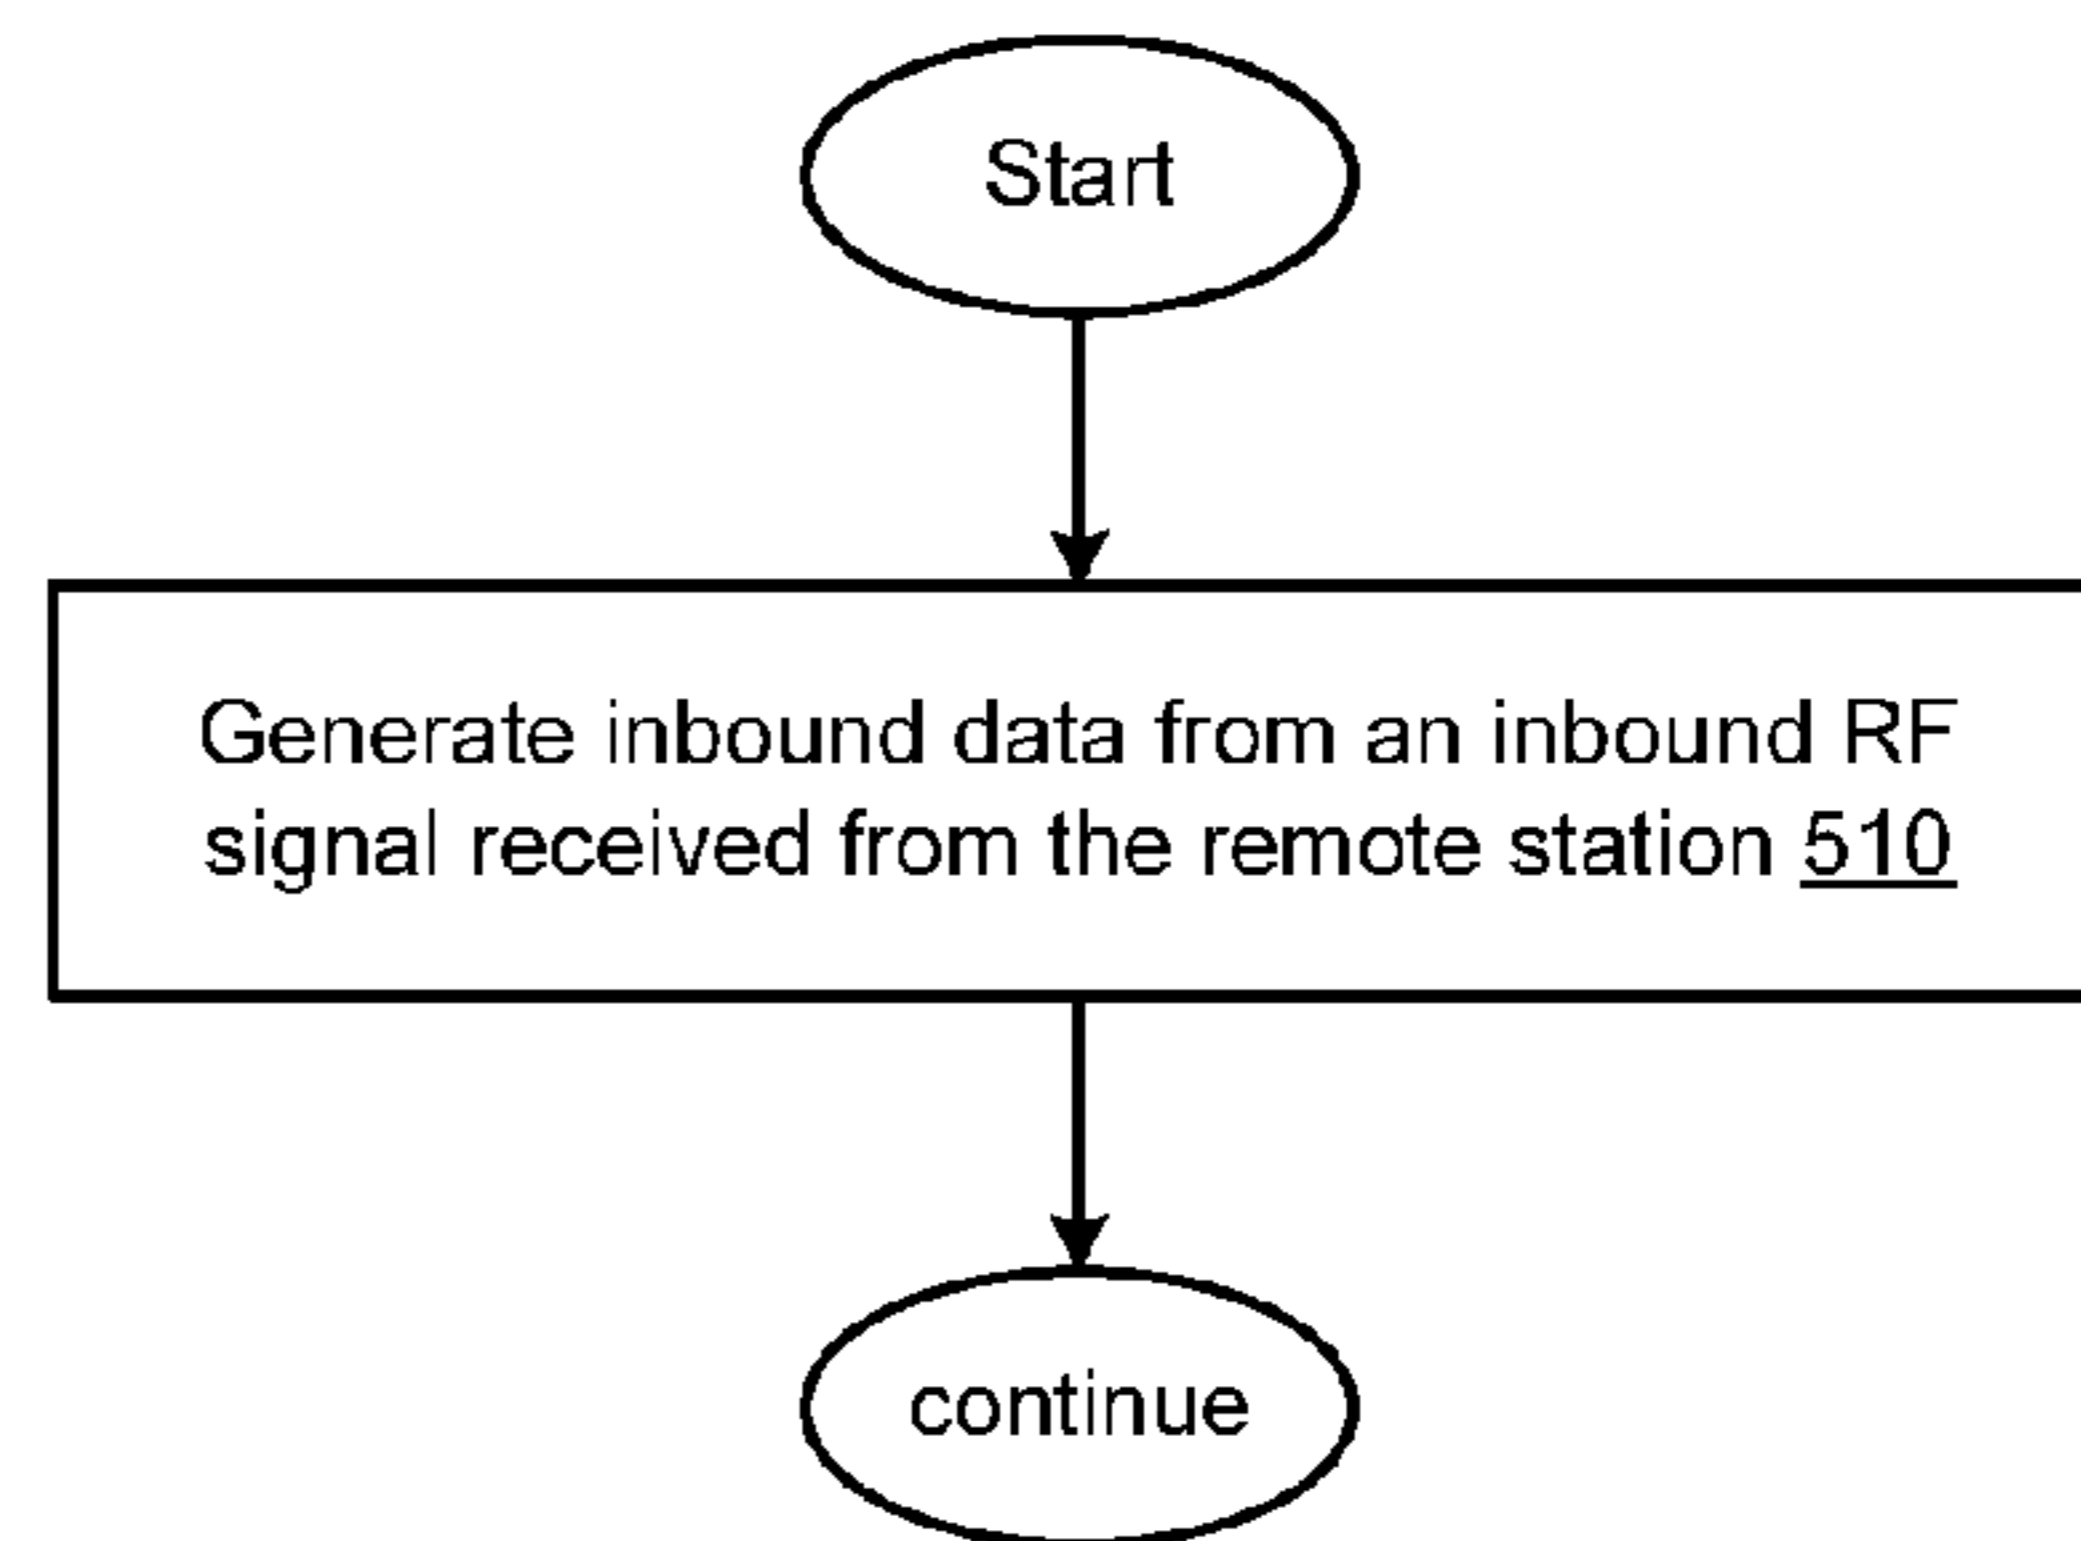 Start
Generate inbound data from an inbound RF
signal received from the remote station 510
continue